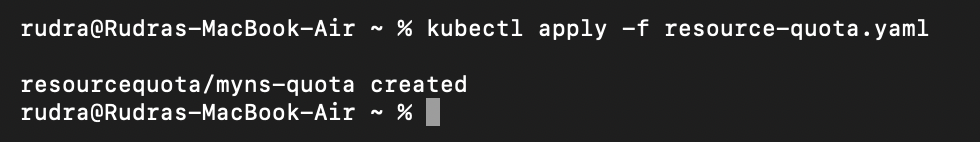 rudra@Rudras-MacBook-Air ~ % kubectl apply -f resource-quota.yaml
resourcequota/myns-quota created
rudra@Rudras-MacBook-Air ~ %